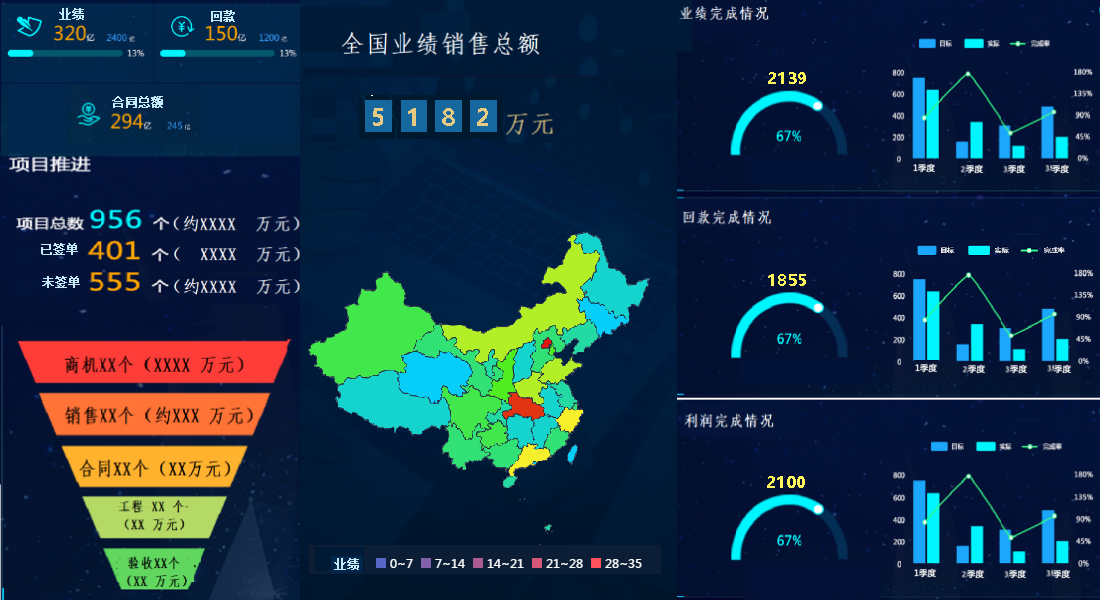 业绩
320亿 2400亿
13%
回款
150亿 1200亿
13%
合同总额
294亿 245亿
项目推进
项目总数 956 个(约XXXX 万元)
已签单 401 个( XXXX 万元)
未签单 555 个(约XXXX 万元)
商机XX个（XXXX 万元）
销售XX个（约XXX 万元）
合同XX个（XX万元）
工程 XX 个
（XX 万元）
验收XX个
（XX 万元）
全国业绩销售总额
5 1 8 2 万元
业绩 0~7 7~14 14~21 21~28 28~35
业绩完成情况
2139
67%
目标 实际 完成率
800 600 400 200 0
180% 135% 90% 45% 0%
1季度 2季度 3季度 3季度
回款完成情况
1855
67%
目标 实际 完成率
800 600 400 200 0
180% 135% 90% 45% 0%
1季度 2季度 3季度 3季度
利润完成情况
2100
67%
目标 实际 完成率
800 600 400 200 0
180% 135% 90% 45% 0%
1季度 2季度 3季度 3季度